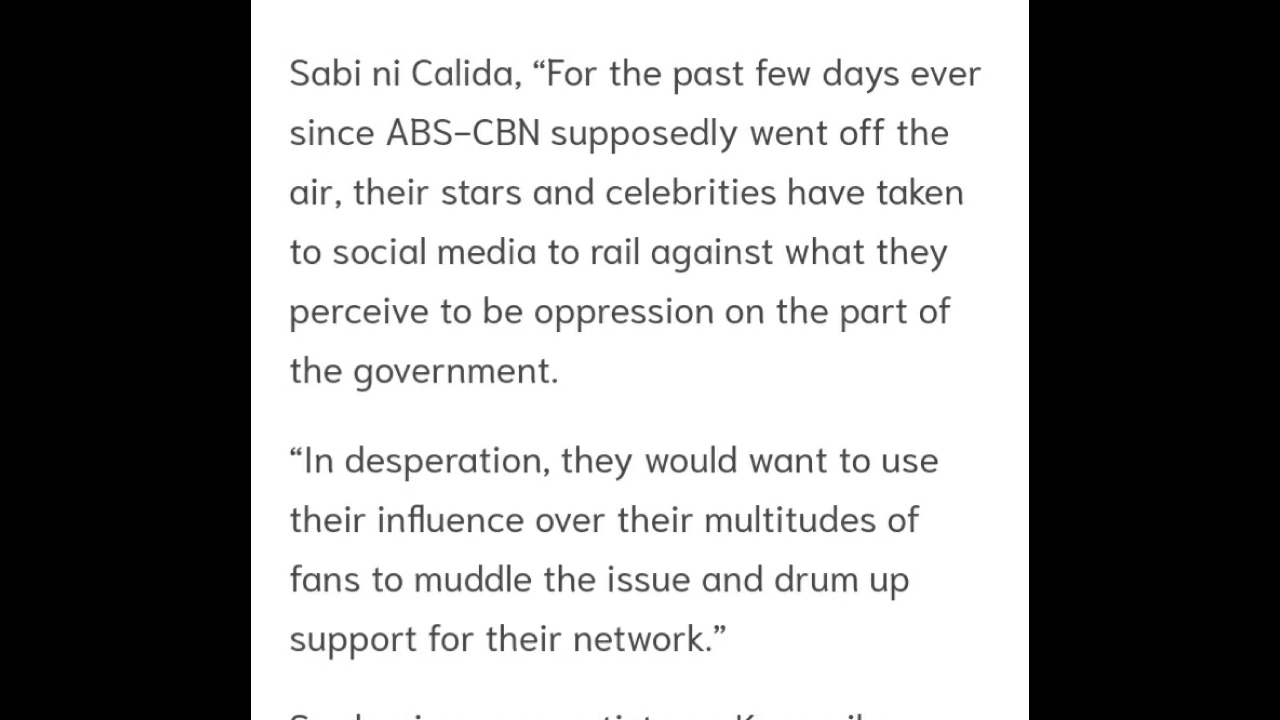 Sabi ni Calida, “For the past few days ever
since ABS-CBN supposedly went off the
air, their stars and celebrities have taken
to social media to rail against what they
perceive to be oppression on the part of
the government.
“In desperation, they would want to use
their influence over their multitudes of
fans to muddle the issue and drum up
support for their network.”